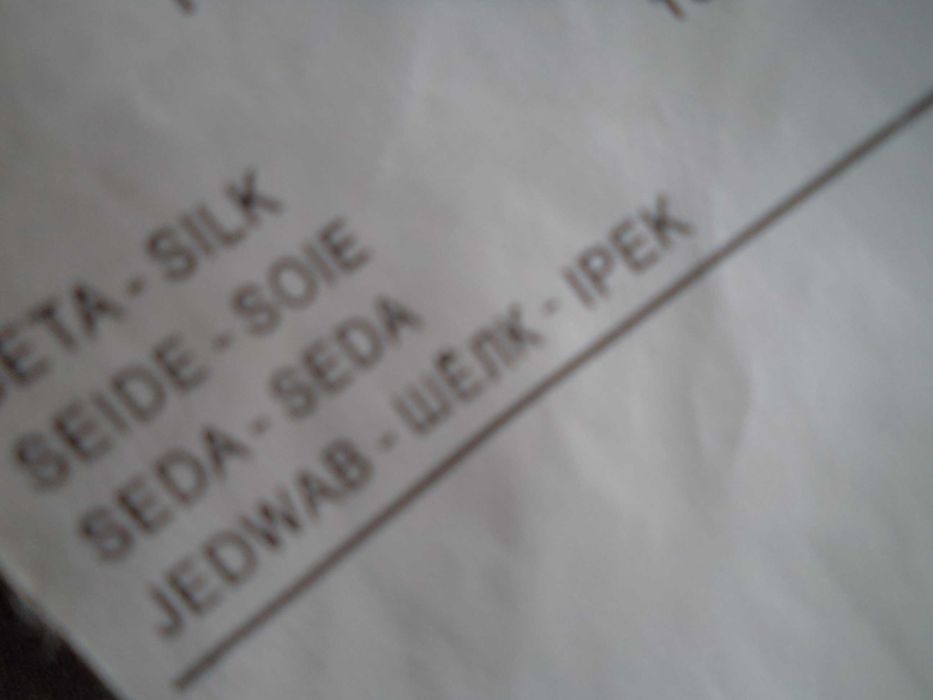 SETA - SILK
SEIDE - SOIE
SEDA - SEDA
JEDWAB - ШЁЛК - IPEK